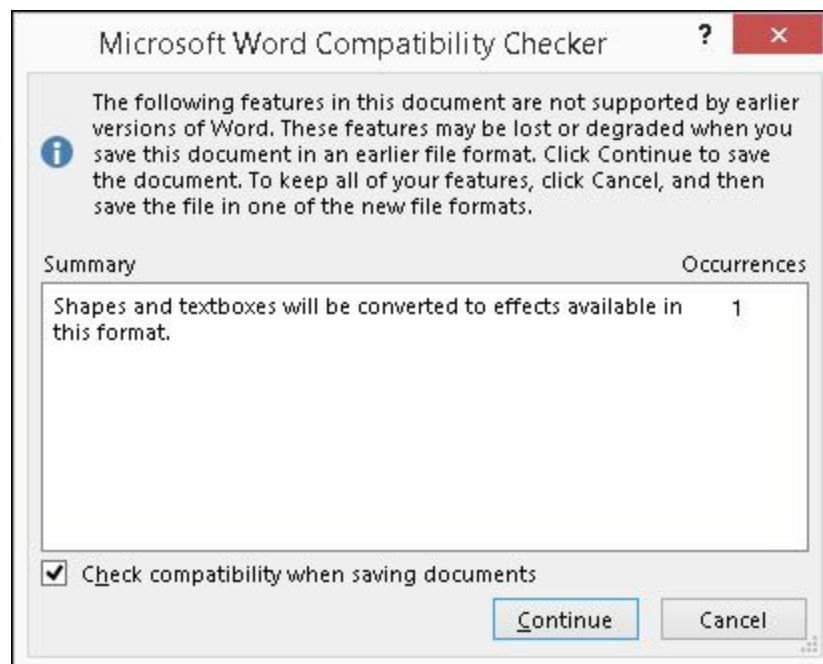 Microsoft Word Compatibility Checker ? ×
The following features in this document are not supported by earlier
versions of Word. These features may be lost or degraded when you
save this document in an earlier file format. Click Continue to save
the document. To keep all of your features, click Cancel, and then
save the file in one of the new file formats.
Summary Occurrences
Shapes and textboxes will be converted to effects available in 1
this format.
Check compatibility when saving documents
Continue Cancel